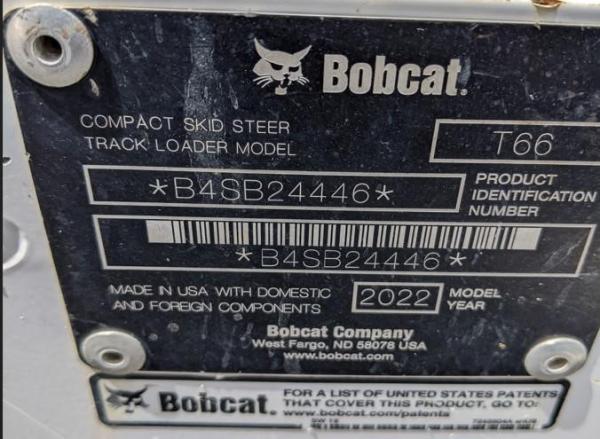 Bobcat.
COMPACT SKID STEER
TRACK LOADER MODEL
T66
*B4SB24446*
PRODUCT
IDENTIFICATION
NUMBER
*B4SB24446*
MADE IN USA WITH DOMESTIC
AND FOREIGN COMPONENTS
2022
MODEL
YEAR
Bobcat Company
West Fargo, ND 58078 USA
www.bobcat.com
Bobcat.
FOR A LIST OF UNITED STATES PATENTS
THAT COVER THIS PRODUCT, GO TO:
www.bobcat.com/patents